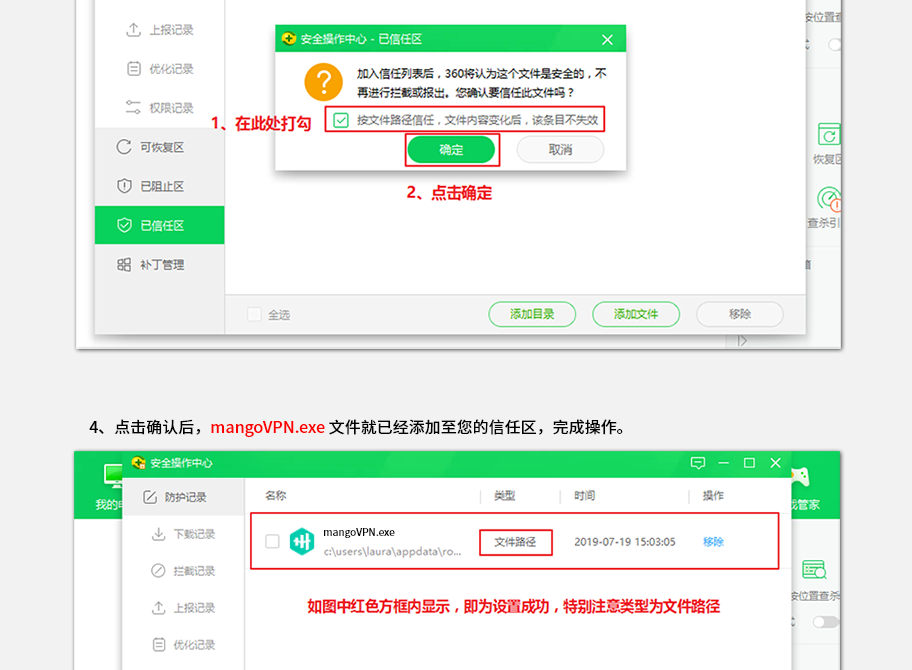 上报记录
优化记录
权限记录
可恢复区
已阻止区
已信任区
补丁管理
安全操作中心 - 已信任区
加入信任列表后，360将认为这个文件是安全的，不
再进行拦截或报出。您确认要信任此文件吗？
1、在此处打勾
按文件路径信任，文件内容变化后，该条目不失效
确定
取消
2、点击确定
按位置查
恢复区
查杀引
全选
添加目录
添加文件
移除
4、点击确认后，mangoVPN.exe 文件就已经添加至您的信任区，完成操作。
安全操作中心
我的电
管家
防护记录
下载记录
拦截记录
上报记录
优化记录
名称
类型
时间
操作
mangoVPN.exe
c:\users\laura\appdata\ro...
文件路径
2019-07-19 15:03:05
移除
如图中红色方框内显示，即为设置成功，特别注意类型为文件路径
按位置查杀